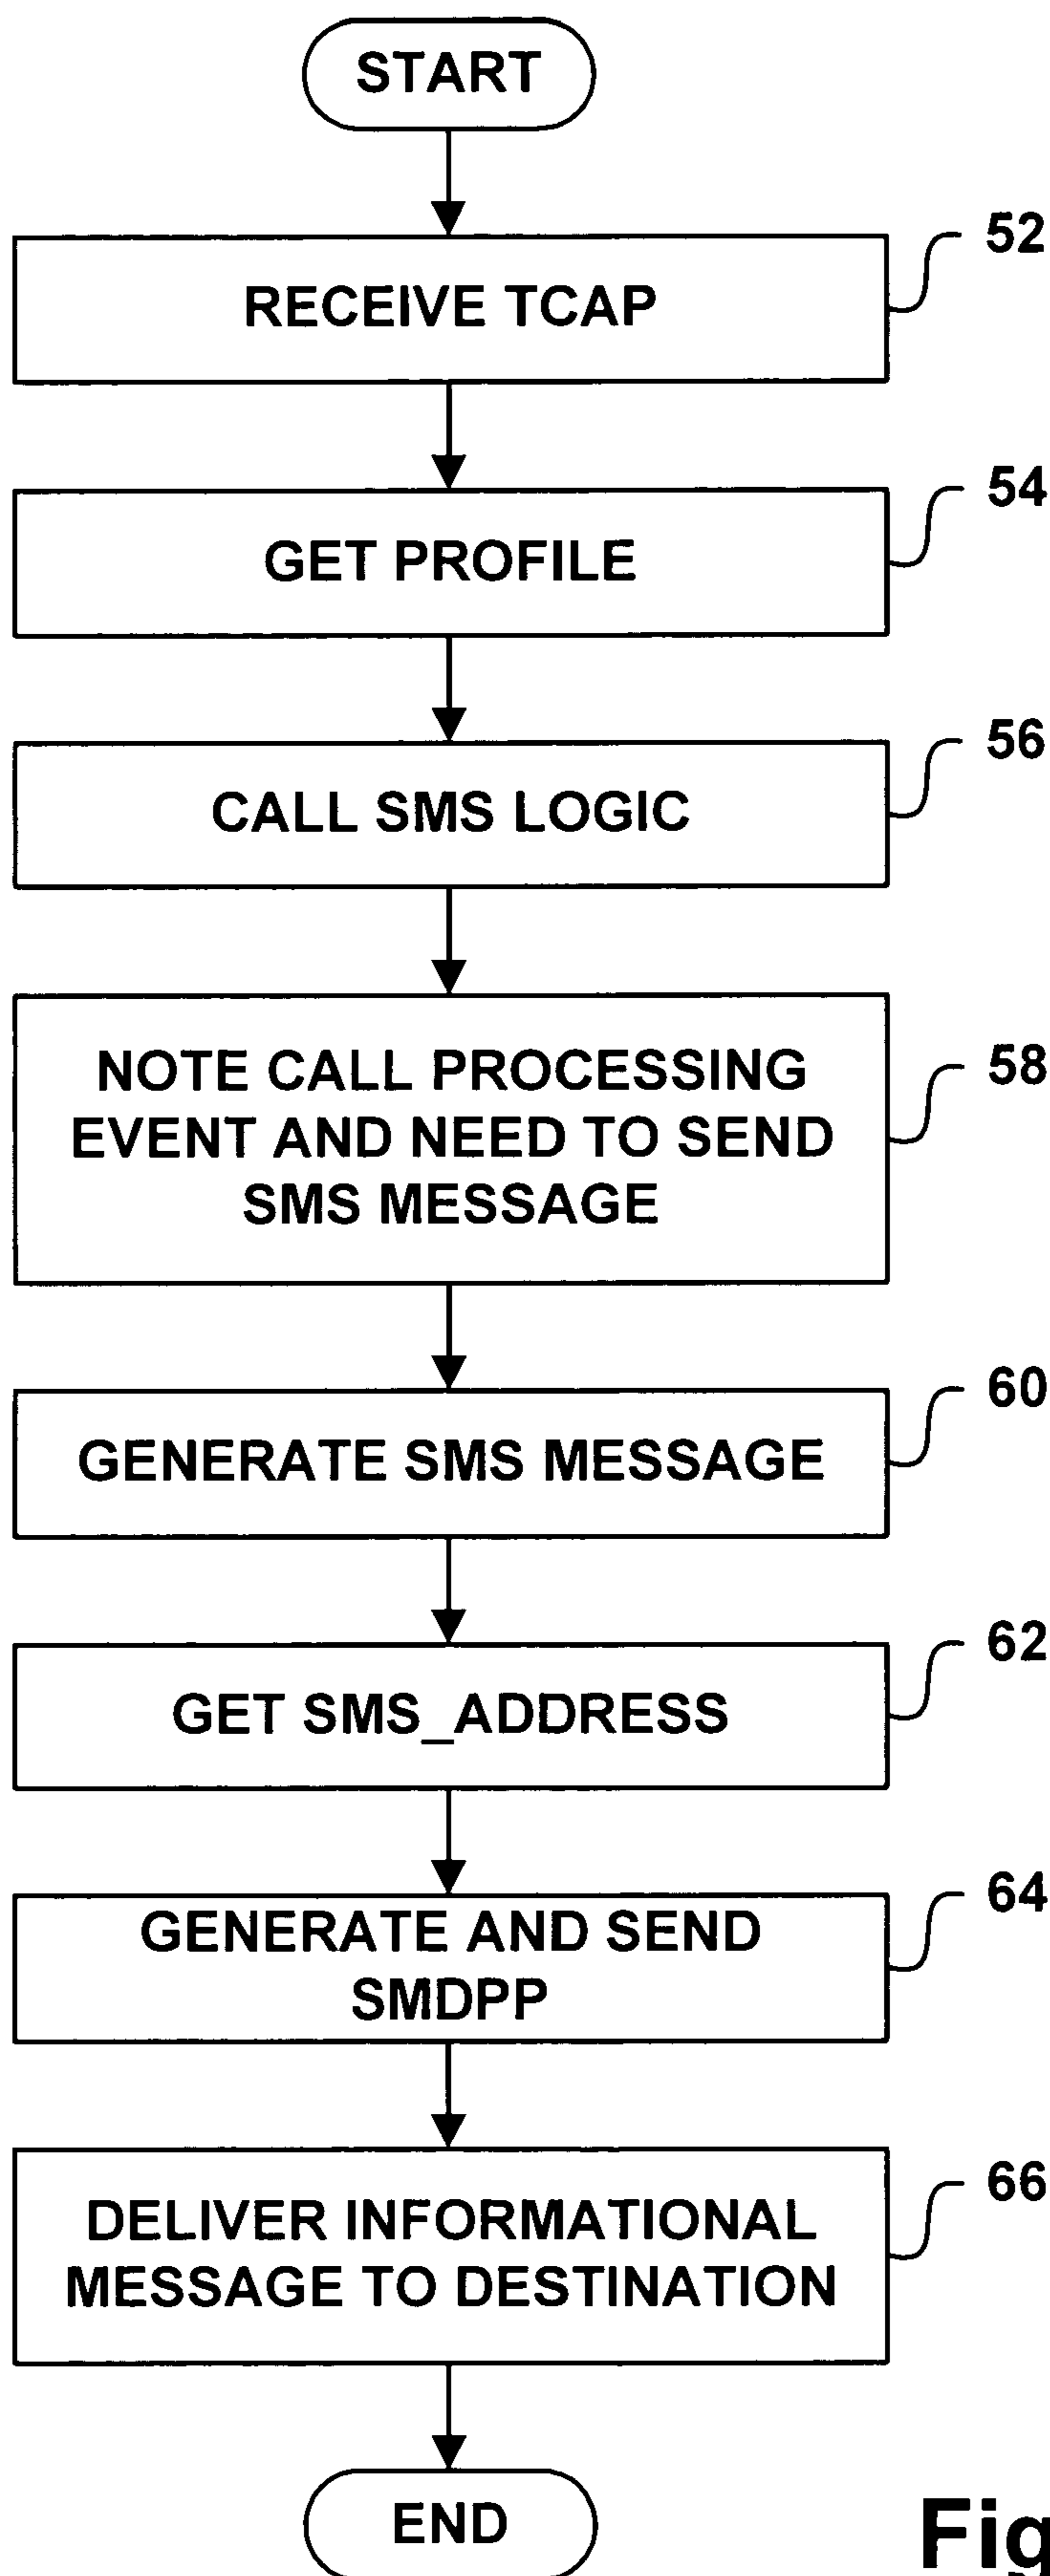 START
52
RECEIVE TCAP
54
GET PROFILE
56
CALL SMS LOGIC
58
NOTE CALL PROCESSING
EVENT AND NEED TO SEND
SMS MESSAGE
60
GENERATE SMS MESSAGE
62
GET SMS_ADDRESS
64
GENERATE AND SEND
SMDPP
66
DELIVER INFORMATIONAL
MESSAGE TO DESTINATION
END
Fig